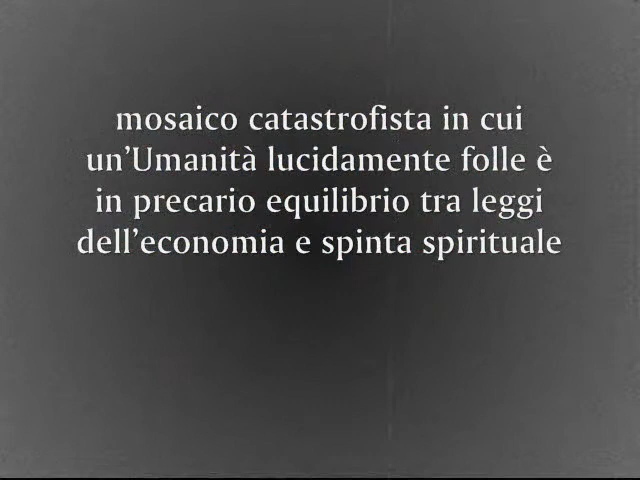 mosaico catastrofista in cui
un’Umanità lucidamente folle è
in precario equilibrio tra leggi
dell’economia e spinta spirituale